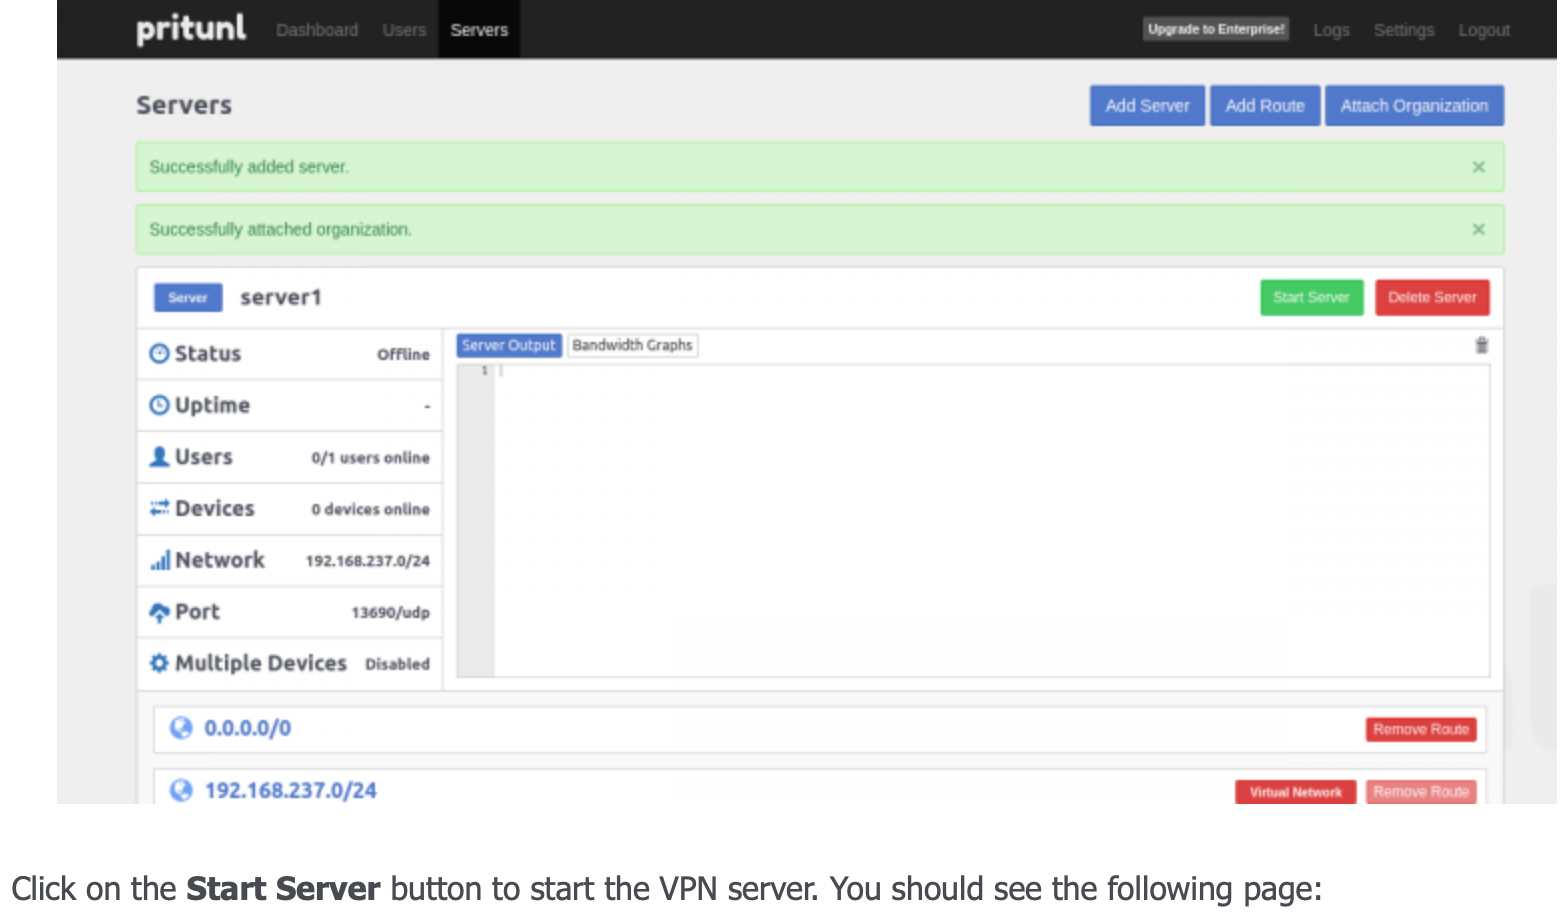 pritunl Dashboard Users Servers Upgrade to Enterprise! Logs Settings Logout
Servers Add Server Add Route Attach Organization
Successfully added server. ×
Successfully attached organization. ×
Server server1 Start Server Delete Server
Status Offline Server Output Bandwidth Graphs
1
Uptime -
Users 0/1 users online
Devices 0 devices online
Network 192.168.237.0/24
Port 13690/udp
Multiple Devices Disabled
0.0.0.0/0 Remove Route
192.168.237.0/24 Virtual Network Remove Route
Click on the Start Server button to start the VPN server. You should see the following page: